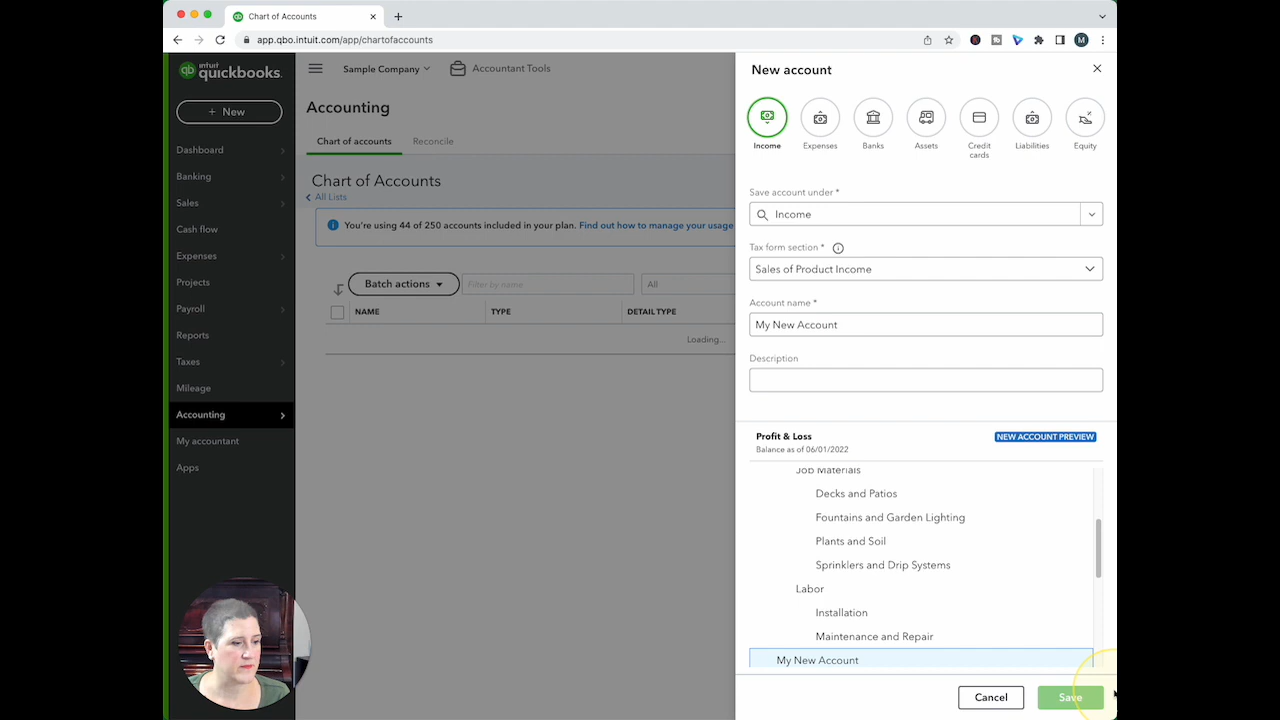 Chart of Accounts
app.qbo.intuit.com/app/chartofaccounts
M
qb intuit quickbooks.
+ New
Dashboard
Banking
Sales
Cash flow
Expenses
Projects
Payroll
Reports
Taxes
Mileage
Accounting
My accountant
Apps
Sample Company
Accountant Tools
Accounting
Chart of accounts
Reconcile
Chart of Accounts
All Lists
You're using 44 of 250 accounts included in your plan. Find out how to manage your usage
Batch actions
Filter by name
All
NAME
TYPE
DETAIL TYPE
Loading...
New account
Income
Expenses
Banks
Assets
Credit cards
Liabilities
Equity
Save account under *
Income
Tax form section *
Sales of Product Income
Account name *
My New Account
Description
Profit & Loss
NEW ACCOUNT PREVIEW
Balance as of 06/01/2022
Job Materials
Decks and Patios
Fountains and Garden Lighting
Plants and Soil
Sprinklers and Drip Systems
Labor
Installation
Maintenance and Repair
My New Account
Cancel
Save